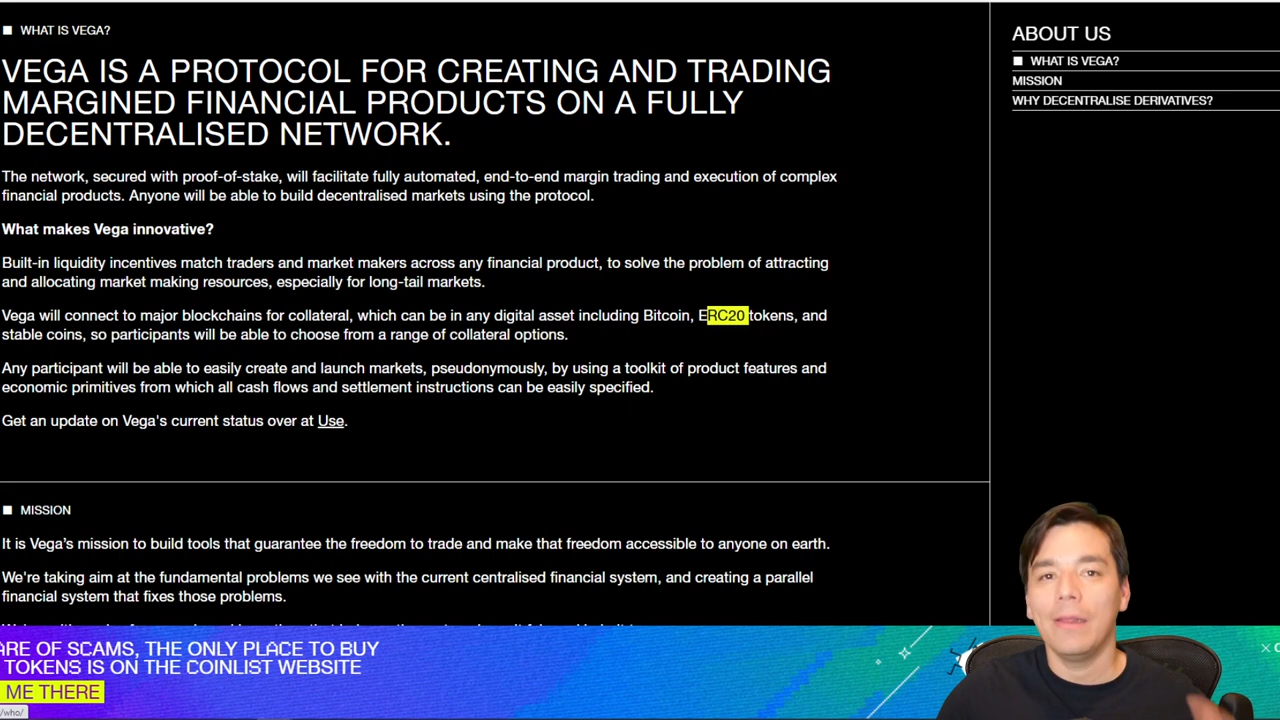 WHAT IS VEGA?
VEGA IS A PROTOCOL FOR CREATING AND TRADING
MARGINED FINANCIAL PRODUCTS ON A FULLY
DECENTRALISED NETWORK.
The network, secured with proof-of-stake, will facilitate fully automated, end-to-end margin trading and execution of complex
financial products. Anyone will be able to build decentralised markets using the protocol.
What makes Vega innovative?
Built-in liquidity incentives match traders and market makers across any financial product, to solve the problem of attracting
and allocating market making resources, especially for long-tail markets.
Vega will connect to major blockchains for collateral, which can be in any digital asset including Bitcoin, ERC20 tokens, and
stable coins, so participants will be able to choose from a range of collateral options.
Any participant will be able to easily create and launch markets, pseudonymously, by using a toolkit of product features and
economic primitives from which all cash flows and settlement instructions can be easily specified.
Get an update on Vega's current status over at Use.
MISSION
It is Vega's mission to build tools that guarantee the freedom to trade and make that freedom accessible to anyone on earth.
We're taking aim at the fundamental problems we see with the current centralised financial system, and creating a parallel
financial system that fixes those problems.
ARE OF SCAMS, THE ONLY PLACE TO BUY
TOKENS IS ON THE COINLIST WEBSITE
ME THERE
/who/
ABOUT US
WHAT IS VEGA?
MISSION
WHY DECENTRALISE DERIVATIVES?